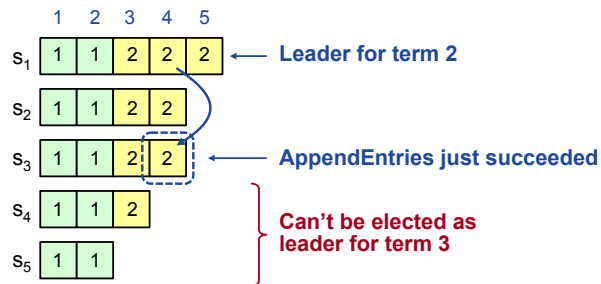 1 2 3 4 5
s1 1 1 2 2 2 Leader for term 2
s2 1 1 2 2
s3 1 1 2 2 AppendEntries just succeeded
s4 1 1 2
Can't be elected as
leader for term 3
s5 1 1